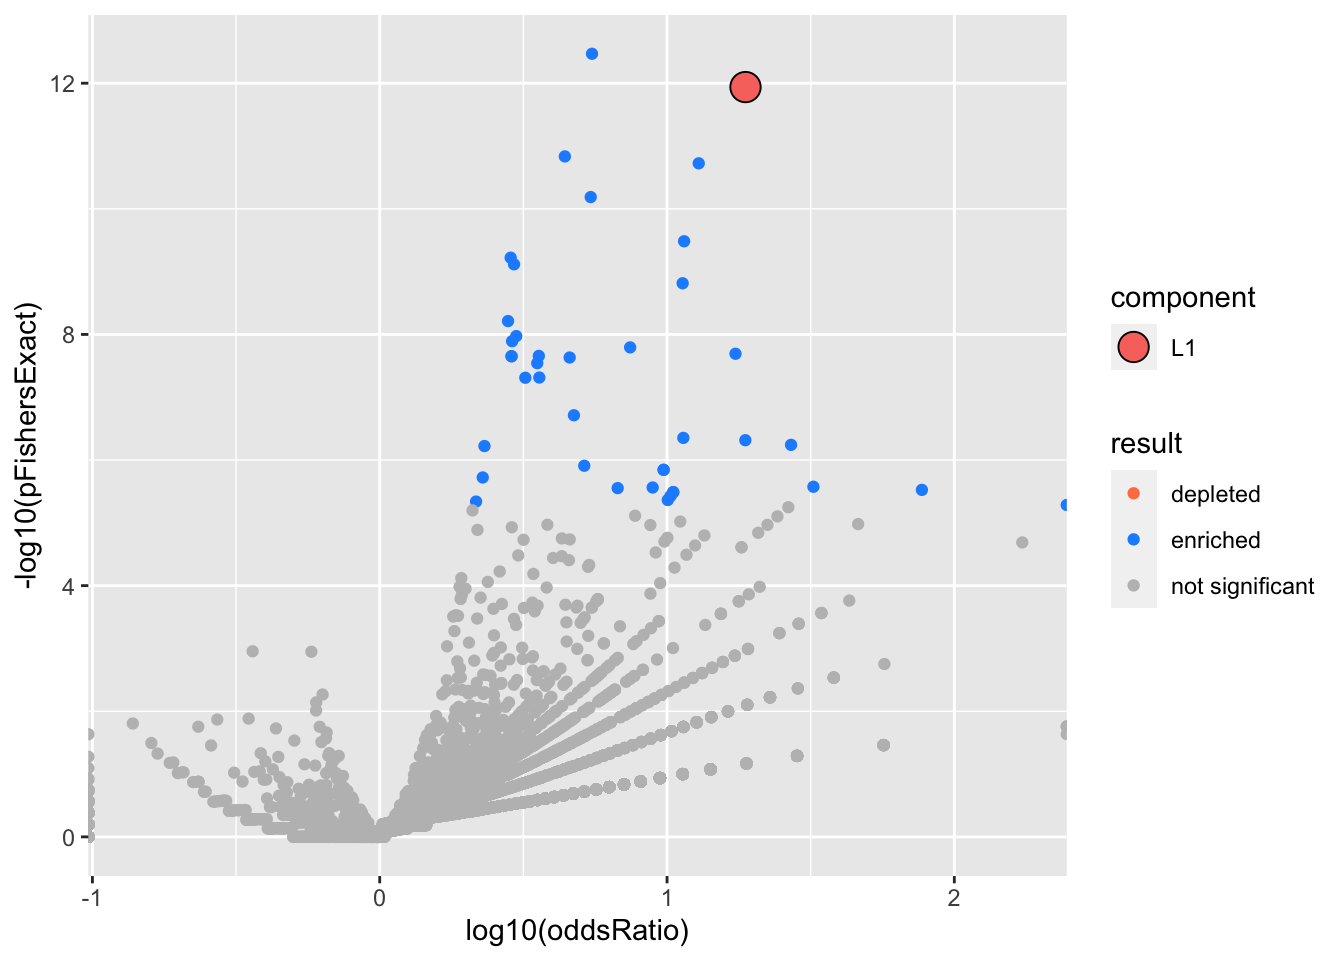 12
8
4
0
-1
0
1
2
log10(oddsRatio)
-log10(pFishersExact)
component
L1
result
depleted
enriched
not significant